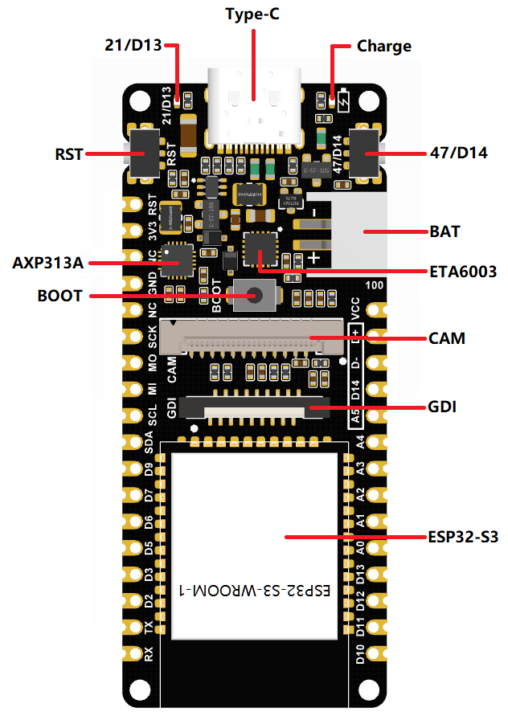 Type-C
21/D13
Charge
21/D13
RST
RST
47/D14
47/D14
RST
3V3
NC
GND
NC
SCK
MO
MI
SCL
SDA
D9
D7
D6
D5
D3
D2
TX
RX
-
+
BAT
AXP313A
ETA6003
BOOT
BOOT
100
VCC
D+
D-
D14
A5
A4
A3
A2
A1
A0
D13
D12
D11
D10
CAM
CAM
GDI
GDI
ESP32-S3
ESP32-S3-WROOM-1